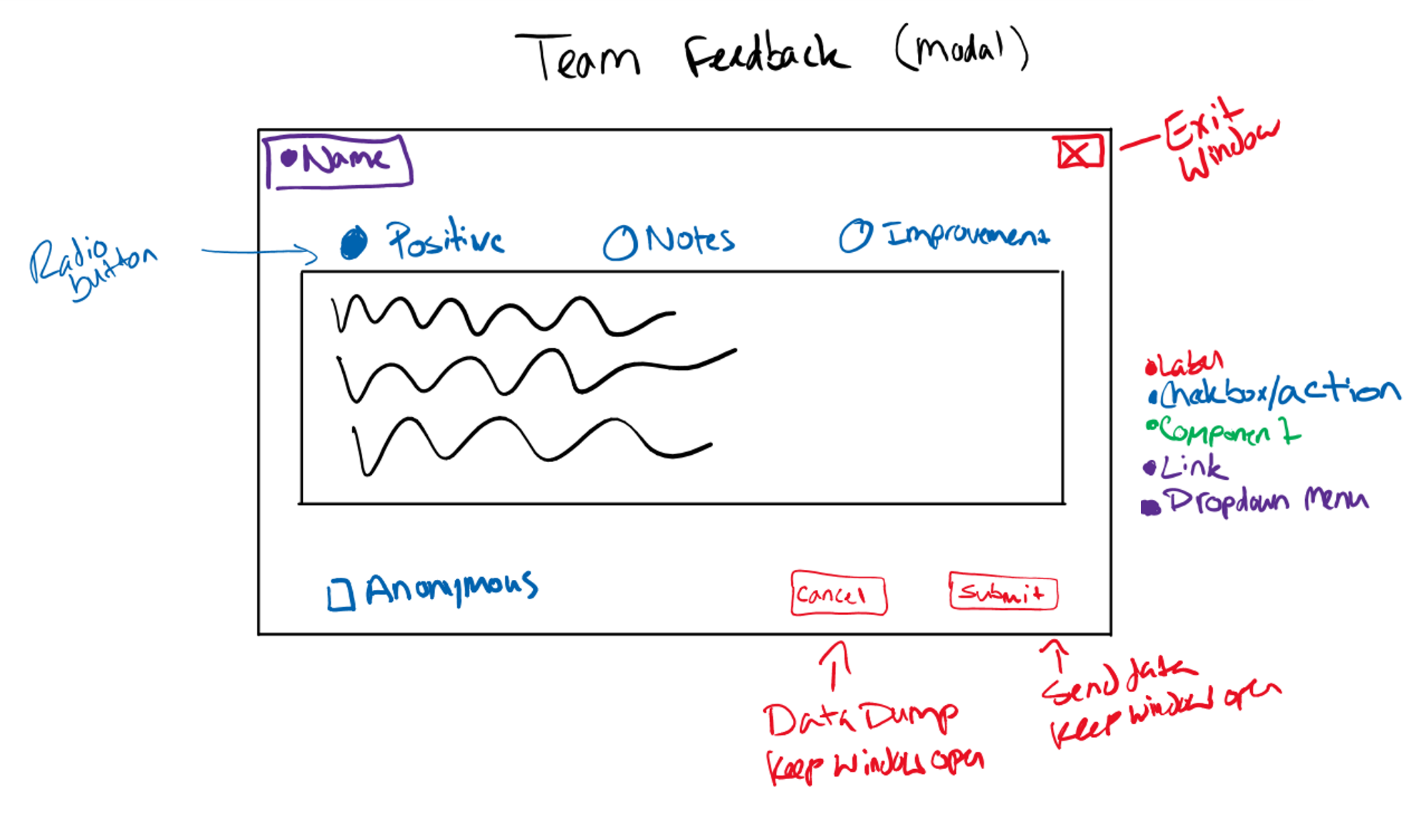 Team Feedback (modal)
Exit
Window
Name
Radio
button
Positive
Notes
Improvement
Label
Checkbox/action
Component
Link
Dropdown Menu
Anonymous
Cancel
Submit
Data Dump
Keep Window open
Send data
Keep Window open